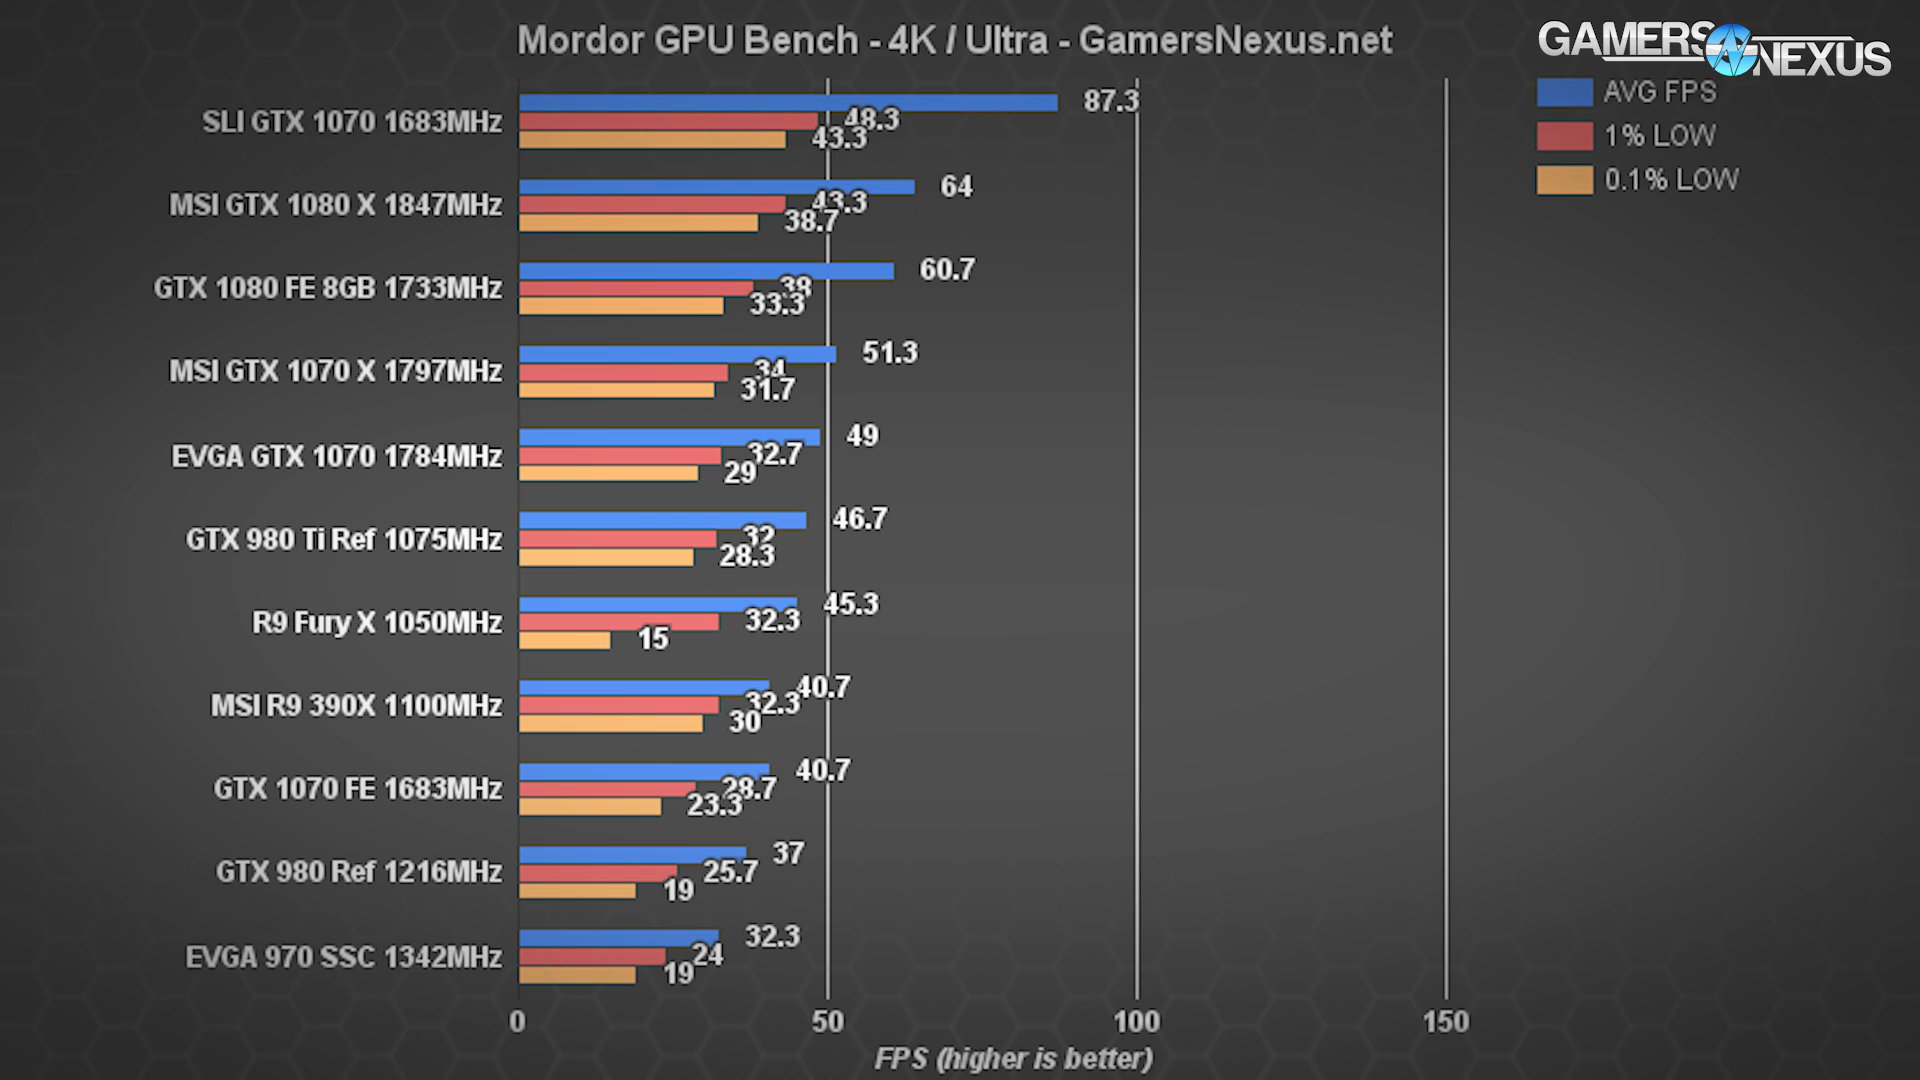 Mordor GPU Bench - 4K / Ultra - GamersNexus.net
GAMERS NEXUS
AVG FPS
1% LOW
0.1% LOW
SLI GTX 1070 1683MHz
87.3
48.3
43.3
MSI GTX 1080 X 1847MHz
64
43.3
38.7
GTX 1080 FE 8GB 1733MHz
60.7
38
33.3
MSI GTX 1070 X 1797MHz
51.3
34
31.7
EVGA GTX 1070 1784MHz
49
32.7
29
GTX 980 Ti Ref 1075MHz
46.7
32
28.3
R9 Fury X 1050MHz
45.3
32.3
15
MSI R9 390X 1100MHz
40.7
32.3
30
GTX 1070 FE 1683MHz
40.7
28.7
23.3
GTX 980 Ref 1216MHz
37
25.7
19
EVGA 970 SSC 1342MHz
32.3
24
19
0 50 100 150
FPS (higher is better)